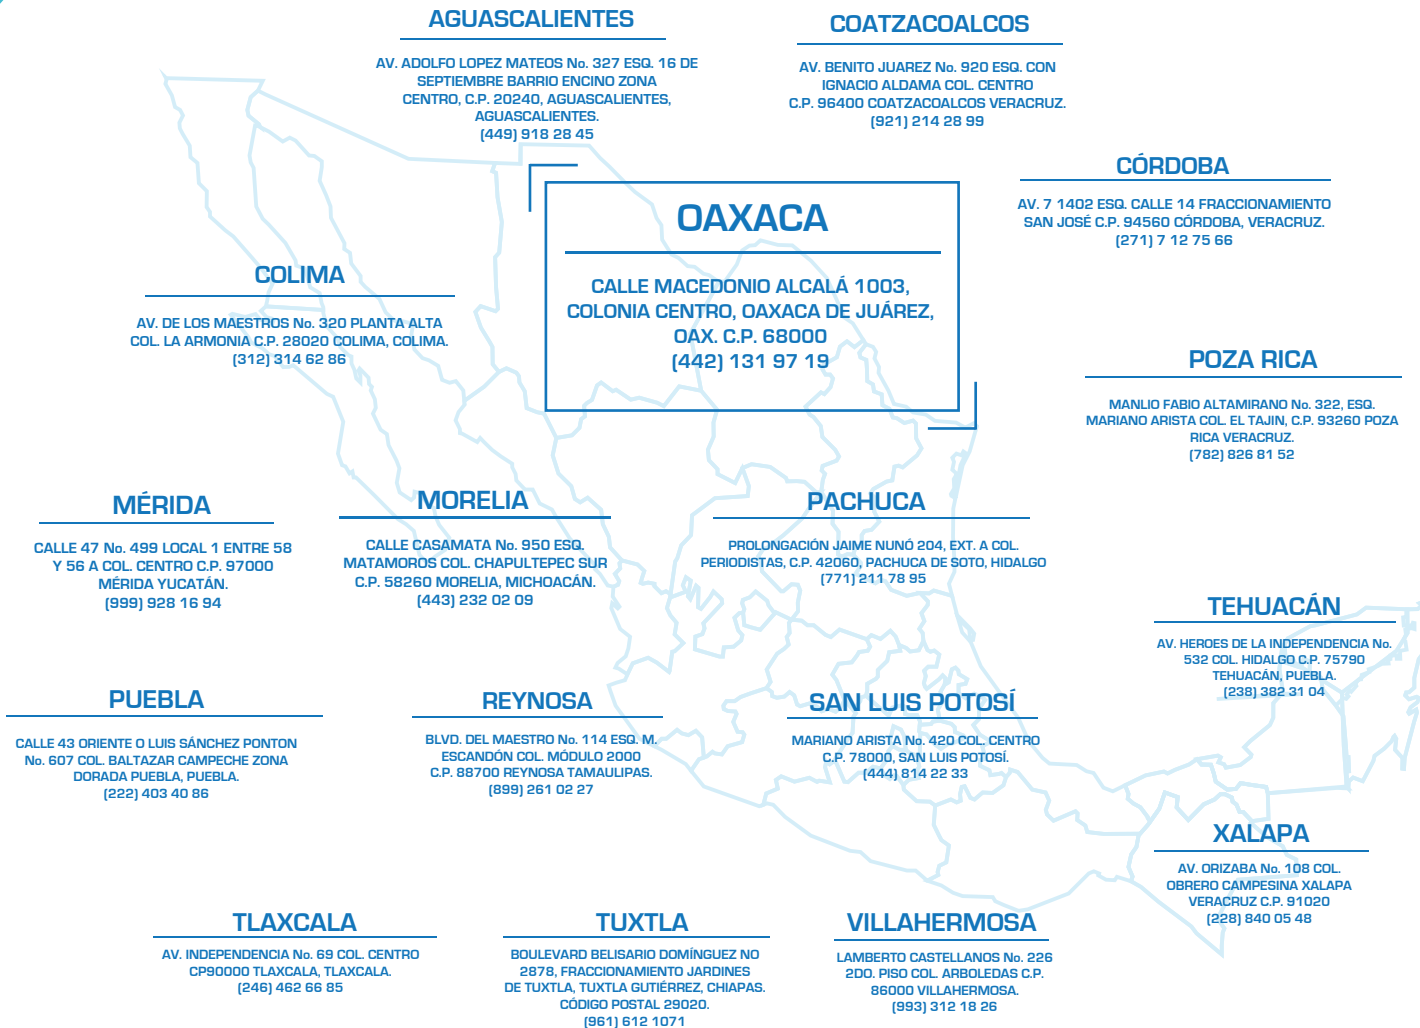 AGUASCALIENTES
AV. ADOLFO LOPEZ MATEOS No. 327 ESQ. 16 DE
SEPTIEMBRE BARRIO ENCINO ZONA
CENTRO, C.P. 20240, AGUASCALIENTES,
AGUASCALIENTES.
(449) 918 28 45
COATZACOALCOS
AV. BENITO JUAREZ No. 920 ESQ. CON
IGNACIO ALDAMA COL. CENTRO
C.P. 96400 COATZACOALCOS VERACRUZ.
(921) 214 28 99
CÓRDOBA
AV. 7 1402 ESQ. CALLE 14 FRACCIONAMIENTO
SAN JOSÉ C.P. 94560 CÓRDOBA, VERACRUZ.
(271) 7 12 75 66
OAXACA
CALLE MACEDONIO ALCALÁ 1003,
COLONIA CENTRO, OAXACA DE JUÁREZ,
OAX. C.P. 68000
(442) 131 97 19
COLIMA
AV. DE LOS MAESTROS No. 320 PLANTA ALTA
COL. LA ARMONIA C.P. 28020 COLIMA, COLIMA.
(312) 314 62 86
POZA RICA
MANLIO FABIO ALTAMIRANO No. 322, ESQ.
MARIANO ARISTA COL. EL TAJIN, C.P. 93260 POZA
RICA VERACRUZ.
(782) 826 81 52
MÉRIDA
CALLE 47 No. 499 LOCAL 1 ENTRE 58
Y 56 A COL. CENTRO C.P. 97000
MÉRIDA YUCATÁN.
(999) 928 16 94
MORELIA
CALLE CASAMATA No. 950 ESQ.
MATAMOROS COL. CHAPULTEPEC SUR
C.P. 58260 MORELIA, MICHOACÁN.
(443) 232 02 09
PACHUCA
PROLONGACIÓN JAIME NUNÓ 204, EXT. A COL.
PERIODISTAS, C.P. 42060, PACHUCA DE SOTO, HIDALGO
(771) 211 78 95
TEHUACÁN
AV. HEROES DE LA INDEPENDENCIA No.
532 COL. HIDALGO C.P. 75790
TEHUACÁN, PUEBLA.
(238) 382 31 04
PUEBLA
CALLE 43 ORIENTE O LUIS SÁNCHEZ PONTON
No. 607 COL. BALTAZAR CAMPECHE ZONA
DORADA PUEBLA, PUEBLA.
(222) 403 40 86
REYNOSA
BLVD. DEL MAESTRO No. 114 ESQ. M.
ESCANDÓN COL. MÓDULO 2000
C.P. 88700 REYNOSA TAMAULIPAS.
(899) 261 02 27
SAN LUIS POTOSÍ
MARIANO ARISTA No. 420 COL. CENTRO
C.P. 78000, SAN LUIS POTOSÍ.
(444) 814 22 33
XALAPA
AV. ORIZABA No. 108 COL.
OBRERO CAMPESINA XALAPA
VERACRUZ C.P. 91020
(228) 840 05 48
TLAXCALA
AV. INDEPENDENCIA No. 69 COL. CENTRO
CP90000 TLAXCALA, TLAXCALA.
(246) 462 66 85
TUXTLA
BOULEVARD BELISARIO DOMÍNGUEZ NO
2878, FRACCIONAMIENTO JARDINES
DE TUXTLA, TUXTLA GUTIÉRREZ, CHIAPAS.
CÓDIGO POSTAL 29020.
(961) 612 1071
VILLAHERMOSA
LAMBERTO CASTELLANOS No. 226
2DO. PISO COL. ARBOLEDAS C.P.
86000 VILLAHERMOSA.
(993) 312 18 26